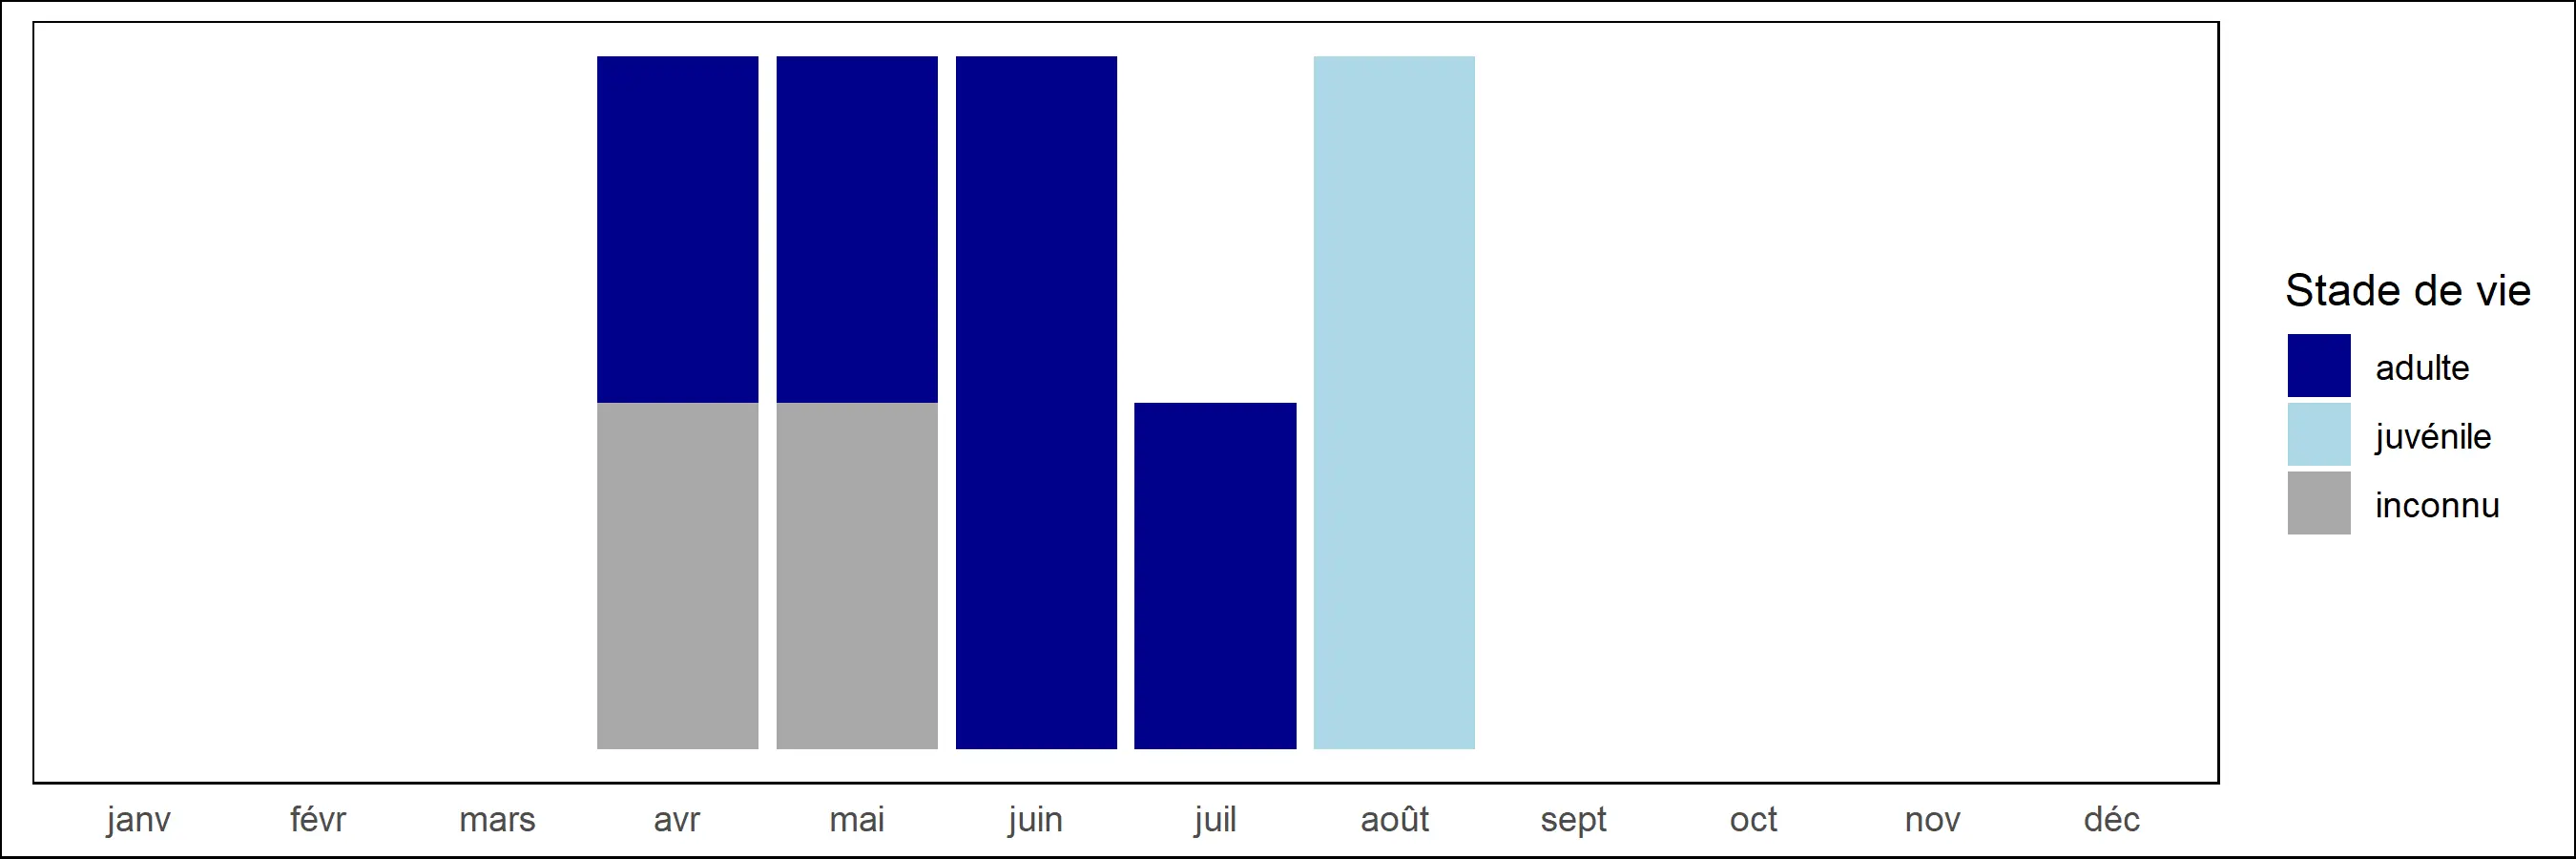 Stade de vie
adulte
juvénile
inconnu
janv févr mars avr mai juin juil août sept oct nov déc